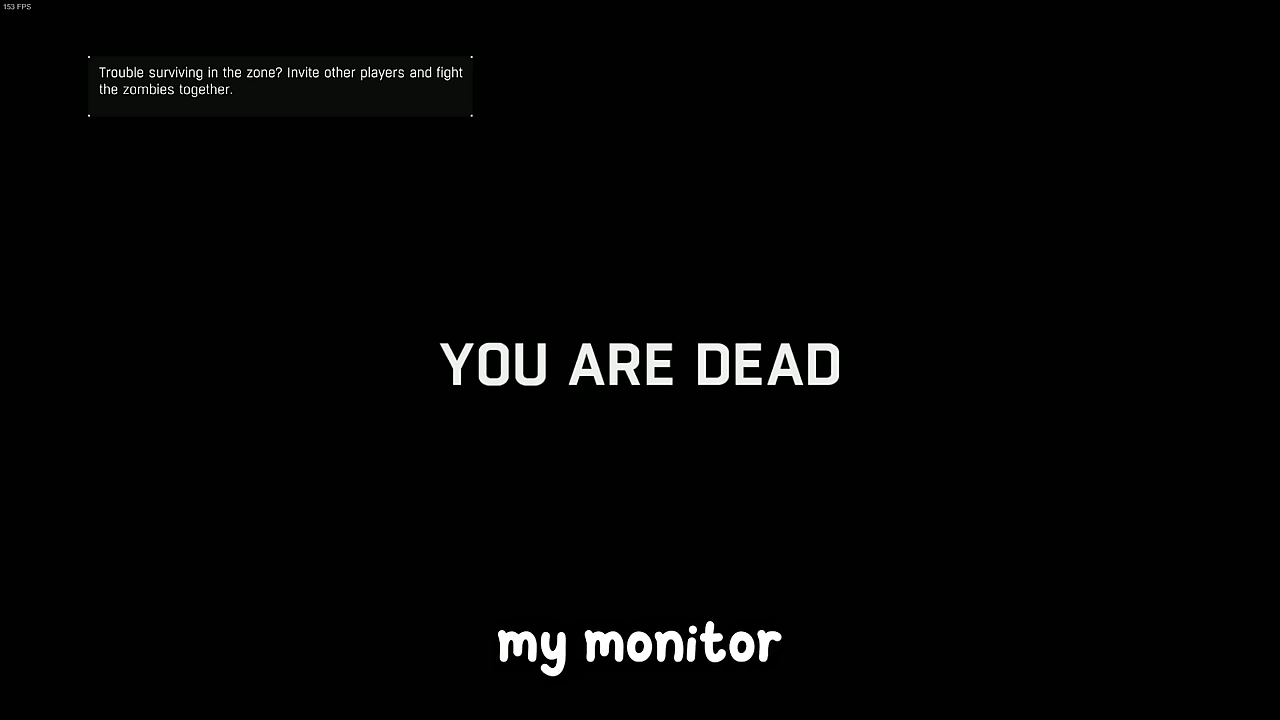 153 FPS
Trouble surviving in the zone? Invite other players and fight
the zombies together.
YOU ARE DEAD
my monitor